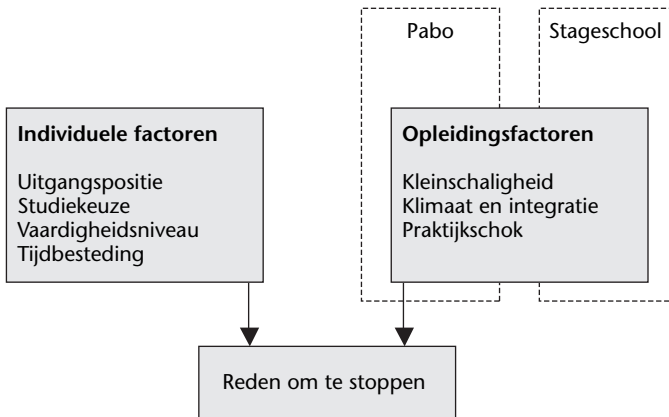 Pabo
Stageschool
Individuele factoren
Uitgangspositie
Studiekeuze
Vaardigheidsniveau
Tijdbesteding
Opleidingsfactoren
Kleinschaligheid
Klimaat en integratie
Praktijkschok
Reden om te stoppen